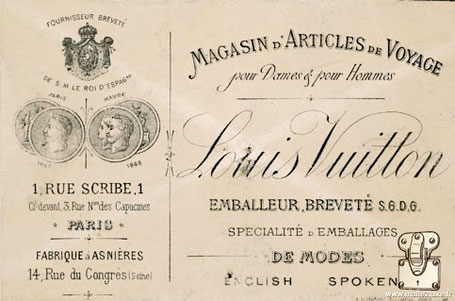 FOURNISSEUR BREVETÉ
DE S.M. LE ROI D'ESPAGNE
PARIS
HAVRE
1867
1868
1, RUE SCRIBE, 1
Ci-devant, 3, Rue Nve des Capucines
PARIS
FABRIQUE à ASNIÈRES
14, Rue du Congrès (Seine)
MAGASIN D'ARTICLES DE VOYAGE
pour Dames & pour Hommes
Louis Vuitton
EMBALLEUR, BREVETÉ S.G.D.G.
SPECIALITÉ D'EMBALLAGES
DE MODES
ENGLISH SPOKEN